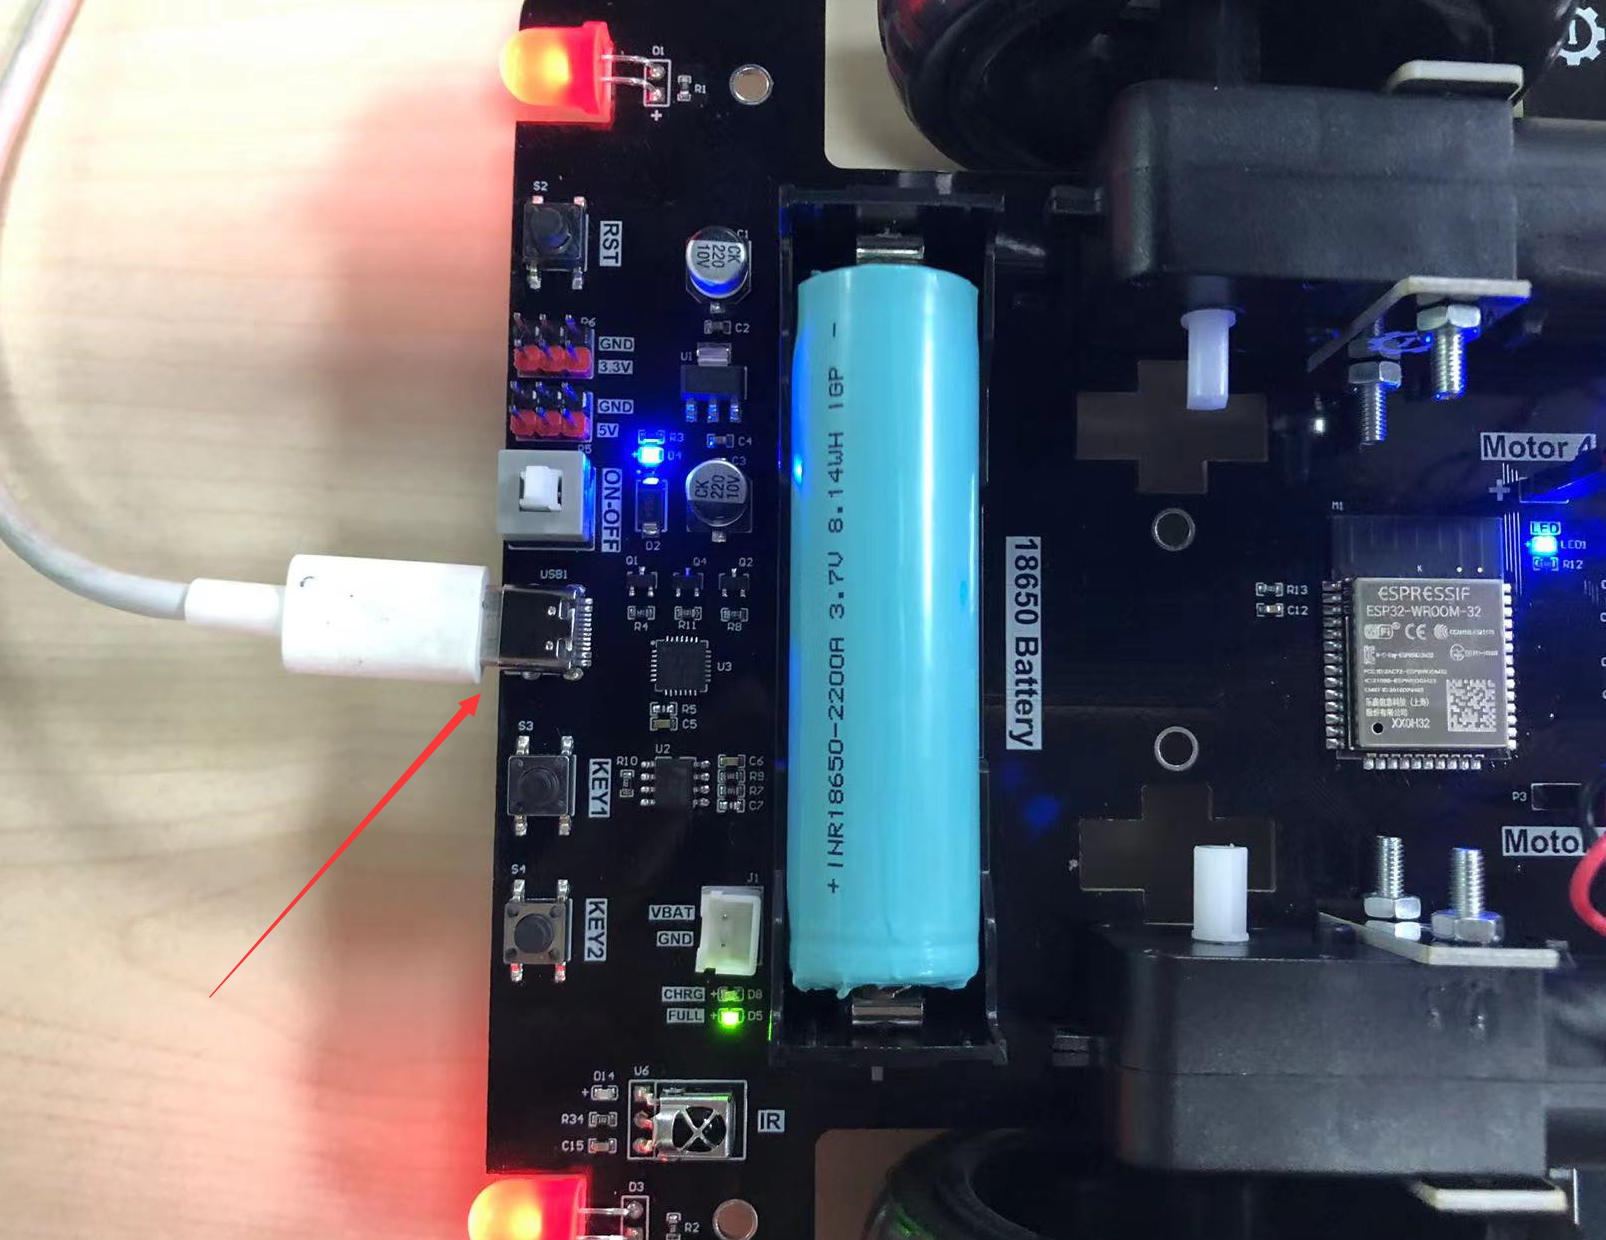 D1
R1
+
S2
RST
C1
CK
220
10V
C2
R6
GND
3.3V
U1
GND
5V
R5
R3
+ D4
C4
C3
CK
220
10V
ON-OFF
D2
USB1
Q1
Q4
Q2
R4
R11
R8
U3
R5
C5
S3
KEY1
R10
U2
C6
R9
R7
C7
S4
KEY2
J1
VBAT
GND
CHRG + D8
FULL + D5
D14
+
R34
C15
U6
IR
D3
R2
+ INR18650-2200A 3.7V 8.14WH IGP -
18650 Battery
Motor 4
+
M1
LED
+ LED1
R12
R13
C12
ESPRESSIF
ESP32-WROOM-32
WiFi CE
XX0H32
P3
Moto